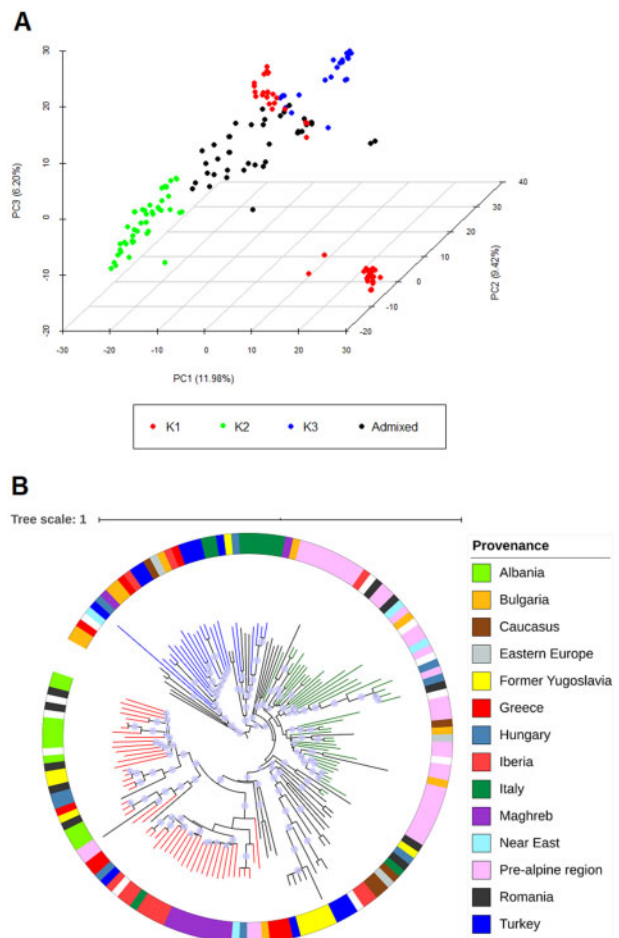 A
PC3 (6.20%)
30
20
10
0
-10
-20
40
30
20
10
0
-10
-20
PC2 (9.42%)
-30
-20
-10
0
10
20
30
PC1 (11.98%)
K1
K2
K3
Admixed
B
Tree scale: 1
Provenance
Albania
Bulgaria
Caucasus
Eastern Europe
Former Yugoslavia
Greece
Hungary
Iberia
Italy
Maghreb
Near East
Pre-alpine region
Romania
Turkey